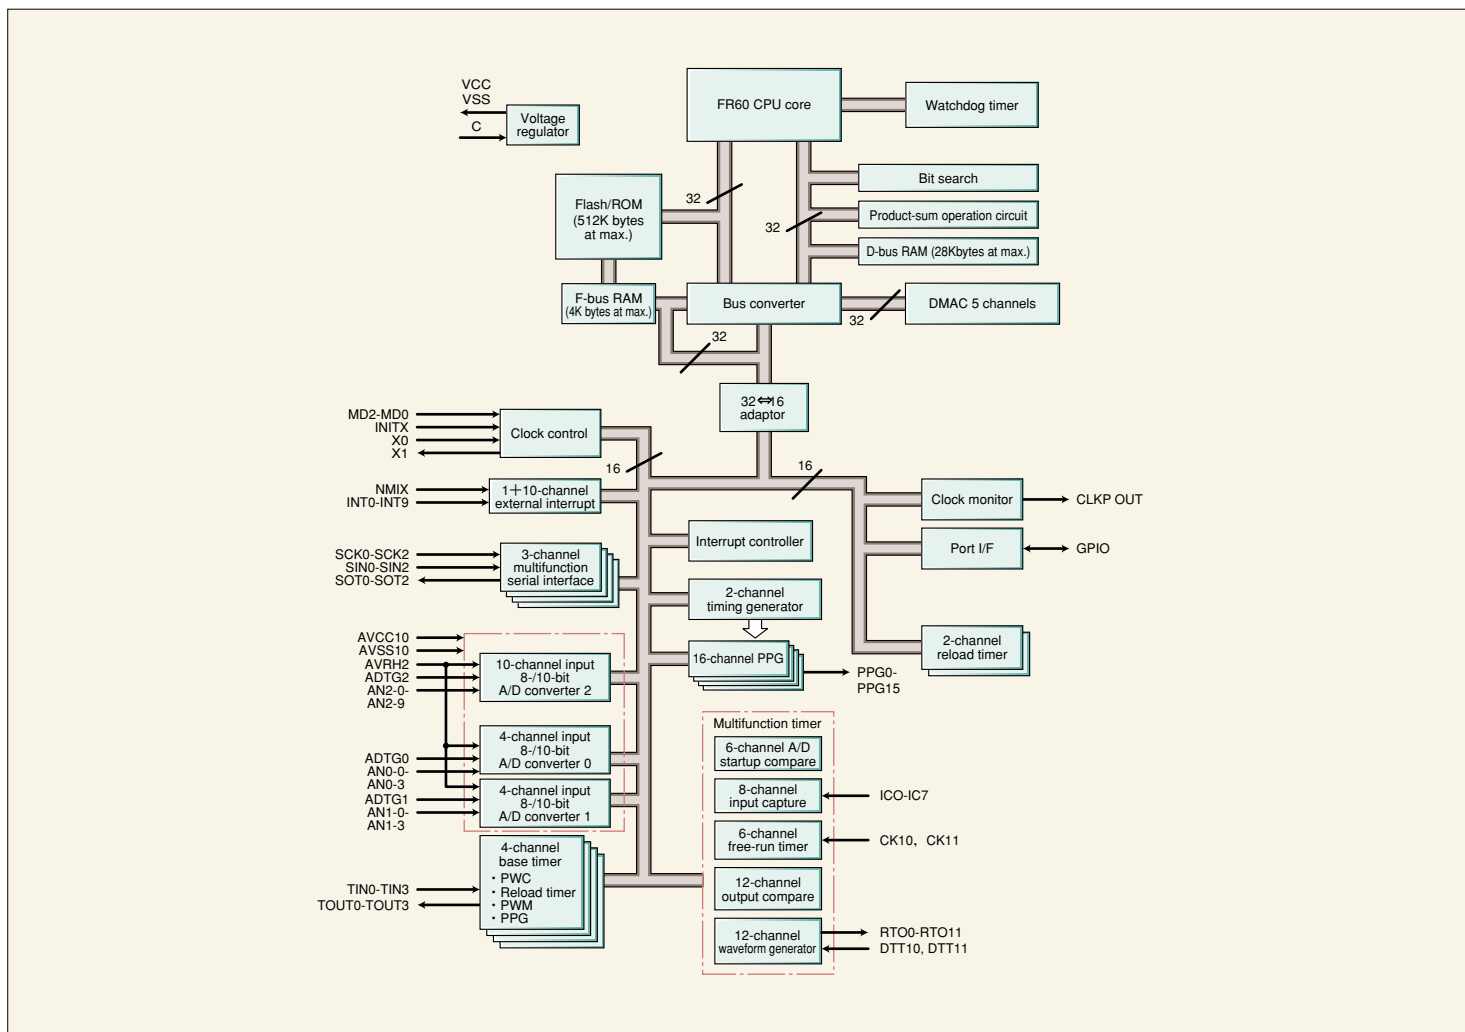 VCC
VSS
C
Voltage
regulator
FR60 CPU core
Watchdog timer
Bit search
Product-sum operation circuit
D-bus RAM (28Kbytes at max.)
32
32
Flash/ROM
(512K bytes
at max.)
F-bus RAM
(4K bytes at max.)
Bus converter
DMAC 5 channels
32
32
32⇔16
adaptor
MD2-MD0
INITX
X0
X1
Clock control
16
16
NMIX
INT0-INT9
1+10-channel
external interrupt
Clock monitor
CLKP OUT
Interrupt controller
Port I/F
GPIO
SCK0-SCK2
SIN0-SIN2
SOT0-SOT2
3-channel
multifunction
serial interface
2-channel
timing generator
2-channel
reload timer
16-channel PPG
PPG0-
PPG15
AVCC10
AVSS10
AVRH2
ADTG2
AN2-0-
AN2-9
10-channel input
8-/10-bit
A/D converter 2
ADTG0
AN0-0-
AN0-3
4-channel input
8-/10-bit
A/D converter 0
ADTG1
AN1-0-
AN1-3
4-channel input
8-/10-bit
A/D converter 1
Multifunction timer
6-channel A/D
startup compare
8-channel
input capture
ICO-IC7
6-channel
free-run timer
CK10, CK11
12-channel
output compare
12-channel
waveform generator
RTO0-RTO11
DTT10, DTT11
TIN0-TIN3
TOUT0-TOUT3
4-channel
base timer
・PWC
・Reload timer
・PWM
・PPG